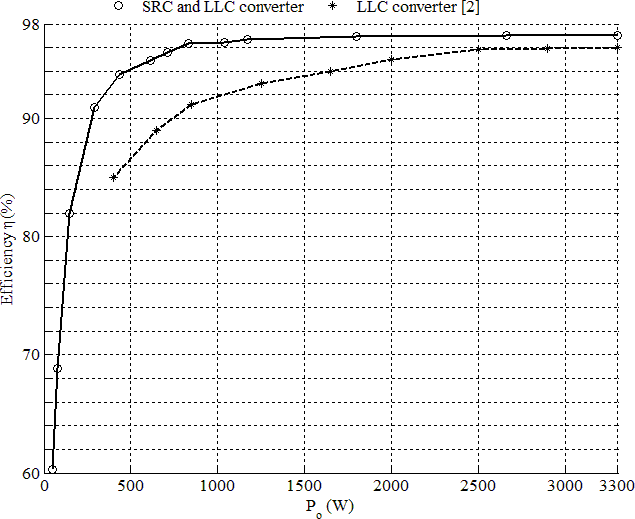 SRC and LLC converter LLC converter [2]
98
90
80
70
60
Efficiency η (%)
0 500 1000 1500 2000 2500 3000 3300
Po (W)